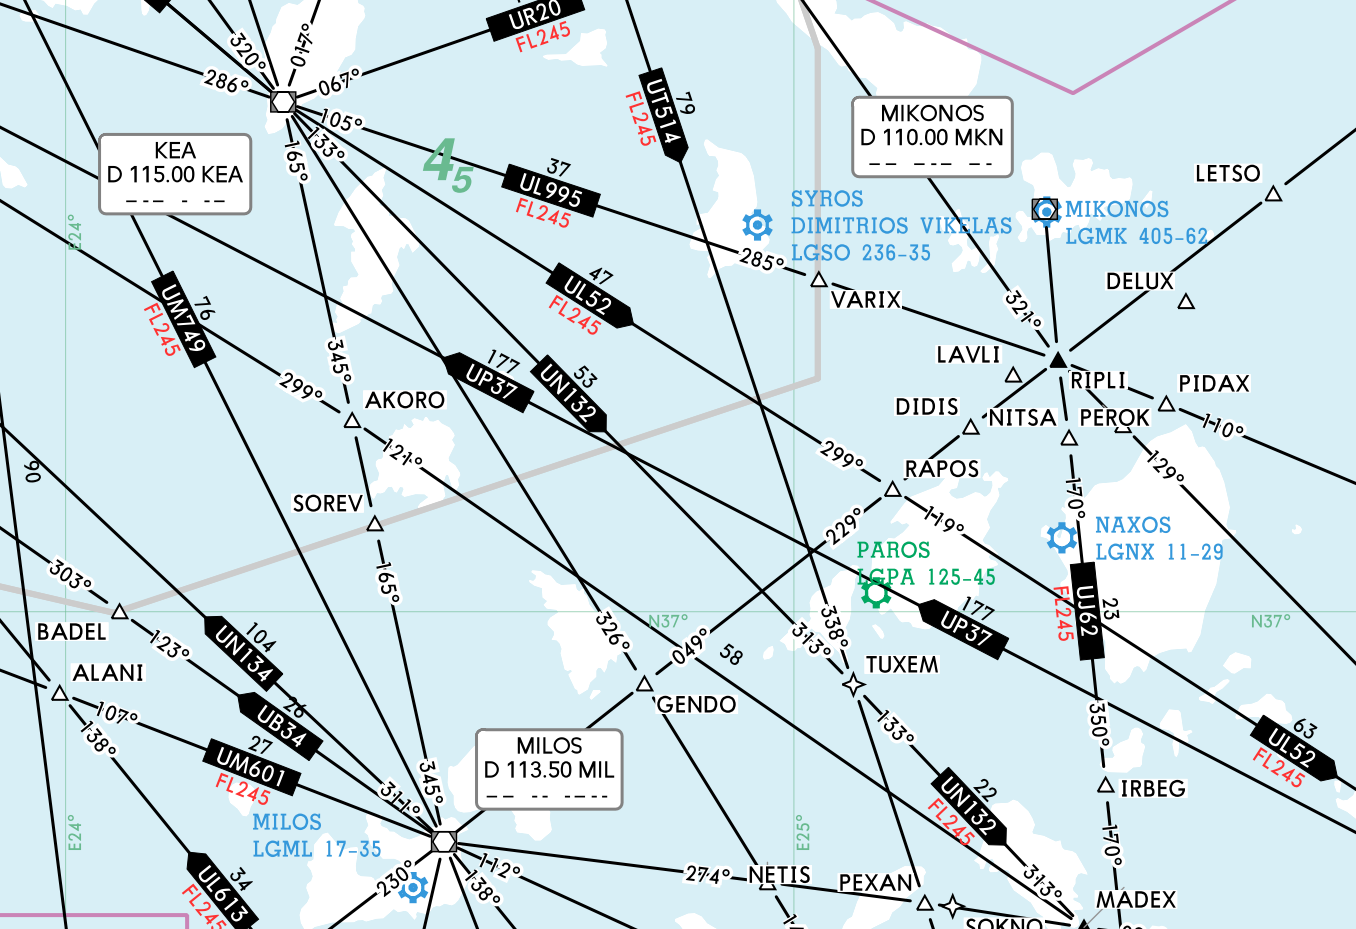 UR20
FL245
017°
320°
286°
067°
105°
133°
165°
KEA
D 115.00 KEA
45
37
UL995
FL245
79
UT514
FL245
MIKONOS
D 110.00 MKN
LETSO
SYROS
DIMITRIOS VIKELAS
LGSO 236-35
MIKONOS
LGMK 405-62
E24°
285°
VARIX
DELUX
321°
76
UM749
FL245
47
UL52
FL245
345°
299°
AKORO
121°
177
UP37
53
UN132
LAVLI
RIPLI
PIDAX
DIDIS
NITSA
PEROK
110°
129°
299°
RAPOS
119°
229°
170°
90
SOREV
165°
NAXOS
LGNX 11-29
PAROS
LGPA 125-45
23
UJ62
FL245
303°
BADEL
123°
104
UN134
326°
N37°
049°
58
313°
338°
177
UP37
N37°
TUXEM
ALANI
107°
138°
26
UB34
27
UM601
FL245
GENDO
133°
350°
63
UL52
FL245
MILOS
D 113.50 MIL
345°
311°
22
UN132
FL245
IRBEG
170°
E24°
E25°
MILOS
LGML 17-35
34
UL613
FL245
230°
112°
138°
274°
NETIS
PEXAN
313°
MADEX
SOKNO